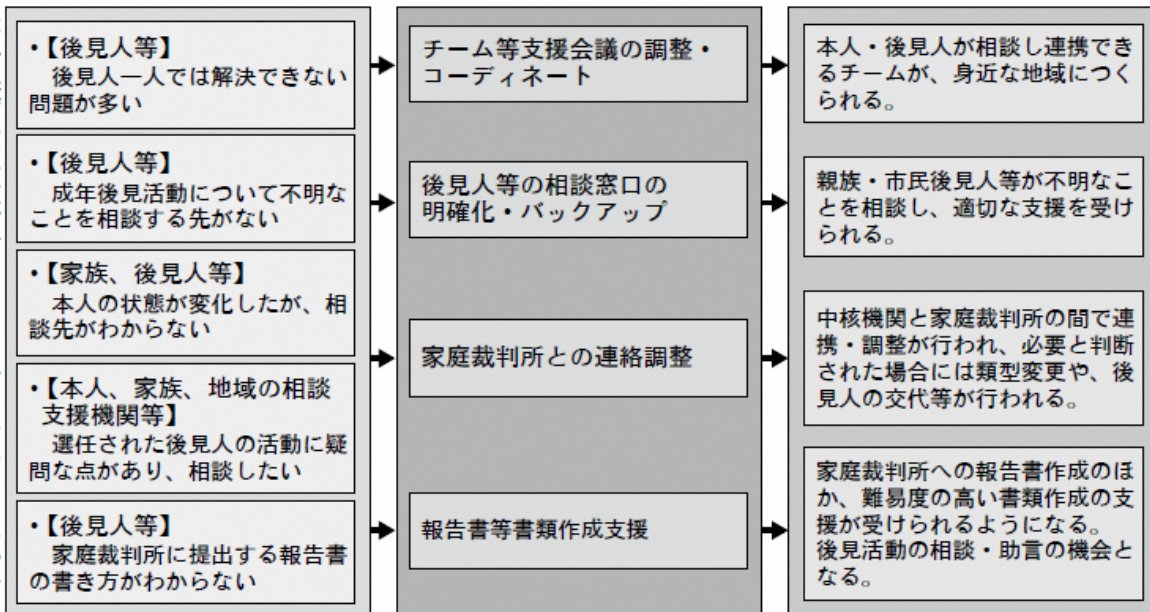 ・【後見人等】
後見人一人では解決できない
問題が多い
・【後見人等】
成年後見活動について不明な
ことを相談する先がない
・【家族、後見人等】
本人の状態が変化したが、相
談先がわからない
・【本人、家族、地域の相談
支援機関等】
選任された後見人の活動に疑
問な点があり、相談したい
・【後見人等】
家庭裁判所に提出する報告書
の書き方がわからない
チーム等支援会議の調整・
コーディネート
後見人等の相談窓口の
明確化・バックアップ
家庭裁判所との連絡調整
報告書等書類作成支援
本人・後見人が相談し連携でき
るチームが、身近な地域につく
られる。
親族・市民後見人等が不明なこ
とを相談し、適切な支援を受け
られる。
中核機関と家庭裁判所の間で連
携・調整が行われ、必要と判断
された場合には類型変更や、後
見人の交代等が行われる。
家庭裁判所への報告書作成のほ
か、難易度の高い書類作成の支
援が受けられるようになる。
後見活動の相談・助言の機会と
なる。